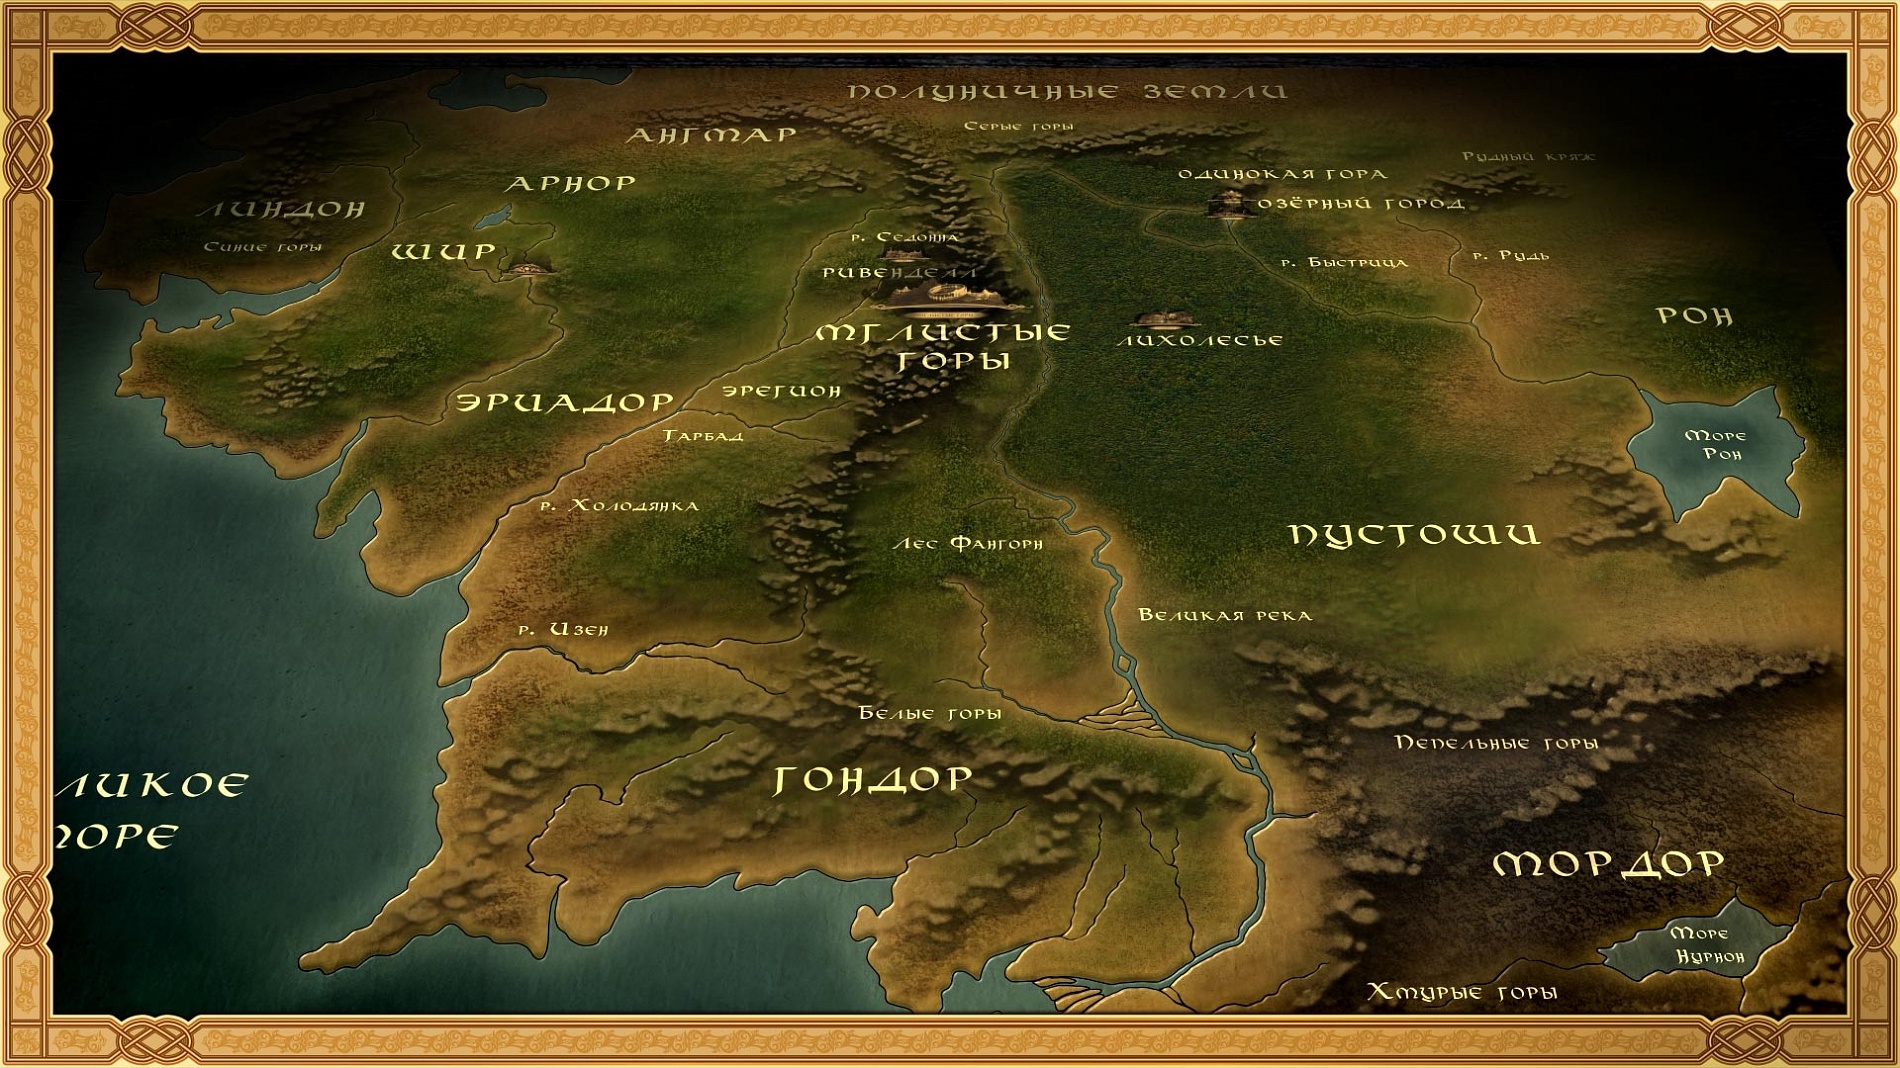 ПОЛУНИЧНЫЕ ЗЕМЛИ
Серые горы
АНГМАР
Рудный кряж
ОДИНОКАЯ ГОРА
АРНОР
ОЗЁРНЫЙ ГОРОД
ЛИНДОН
Синие горы
ШИР
р. Седонна
р. Быстрица
р. Рудь
РИВЕНДЕЛЛ
РОН
МГЛИСТЫЕ
ГОРЫ
ЛИХОЛЕСЬЕ
ЭРЕГИОН
ЭРИАДОР
Тарбад
Море
Рон
р. Холодянка
ПУСТОШИ
Лес Фангорн
Великая река
р. Изен
Белые горы
Пепельные горы
ЛИКОЕ
ОРЕ
ГОНДОР
МОРДОР
Море
Нурнон
Хмурые горы